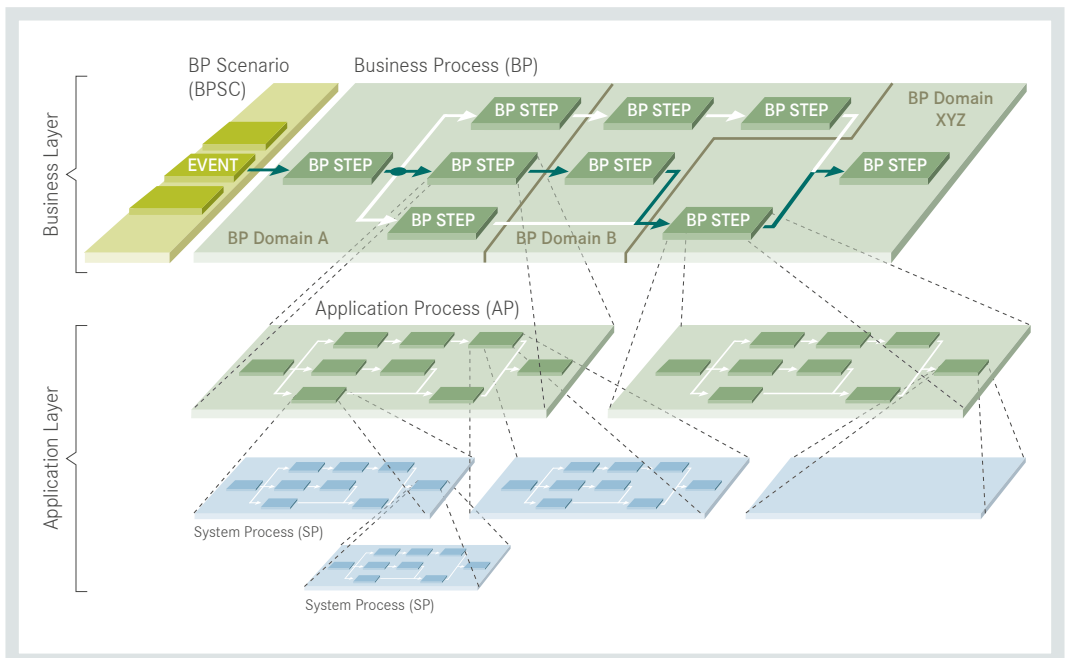 BP Scenario
(BPSC)
Business Process (BP)
Business Layer
BP STEP
BP STEP
BP STEP
BP Domain
XYZ
EVENT
BP STEP
BP STEP
BP STEP
BP STEP
BP STEP
BP STEP
BP Domain A
BP Domain B
Application Process (AP)
Application Layer
System Process (SP)
System Process (SP)